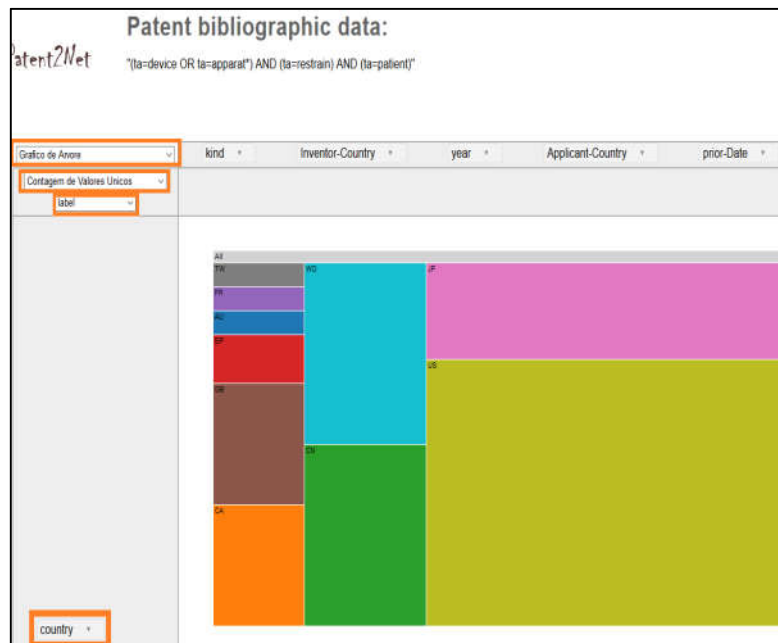 Patent bibliographic data:
Patent2Net
"(ta=device OR ta=apparat*) AND (ta=restrain) AND (ta=patient)"
Grafico de Arvore
kind
Inventor-Country
year
Applicant-Country
prior-Date
Contagem de Valores Unicos
label
All
TW
WO
JP
FR
AU
EP
US
GB
CN
CA
country